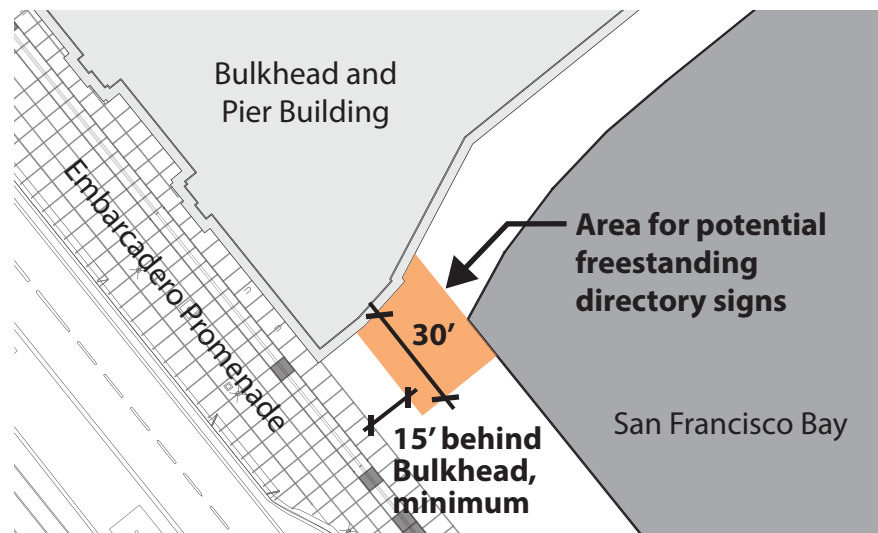 Bulkhead and
Pier Building
Embarcadero Promenade
Area for potential
freestanding
directory signs
30’
15’ behind
Bulkhead,
minimum
San Francisco Bay